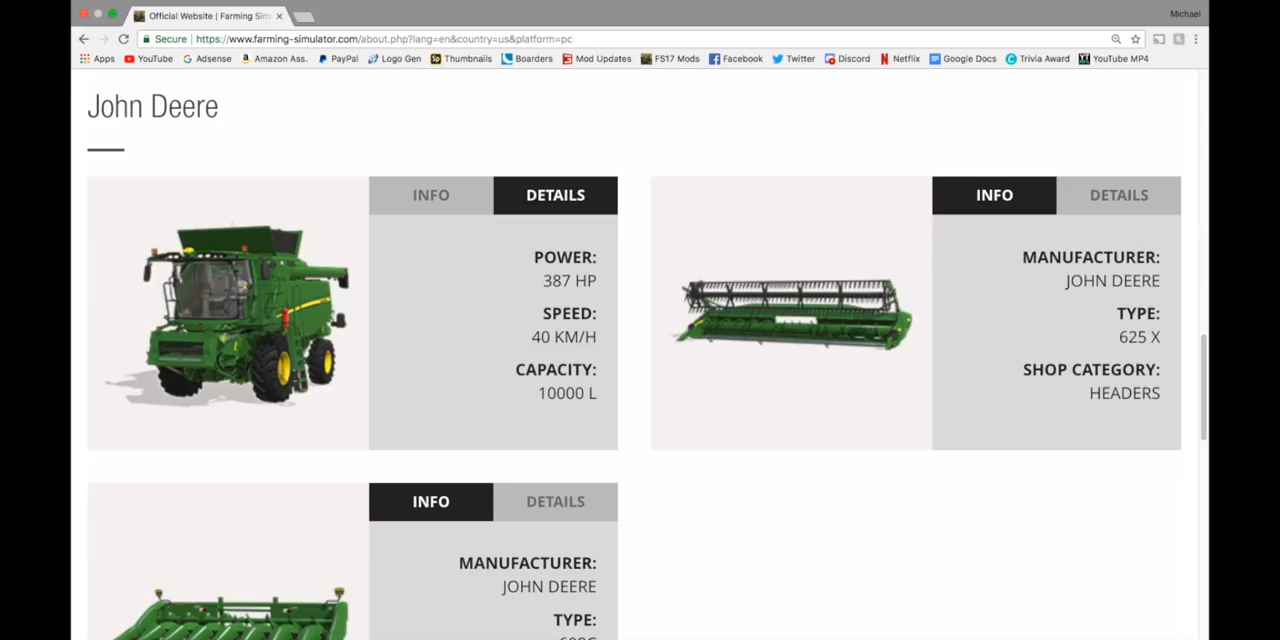 Official Website | Farming Sim
Michael
Secure
https://www.farming-simulator.com/about.php?lang=en&country=us&platform=pc
Apps YouTube Adsense Amazon Ass. PayPal Logo Gen Thumbnails Boarders Mod Updates FS17 Mods Facebook Twitter Discord Netflix Google Docs Trivia Award YouTube MP4
John Deere
INFO DETAILS
POWER:
387 HP
SPEED:
40 KM/H
CAPACITY:
10000 L
INFO DETAILS
MANUFACTURER:
JOHN DEERE
TYPE:
625 X
SHOP CATEGORY:
HEADERS
INFO DETAILS
MANUFACTURER:
JOHN DEERE
TYPE: